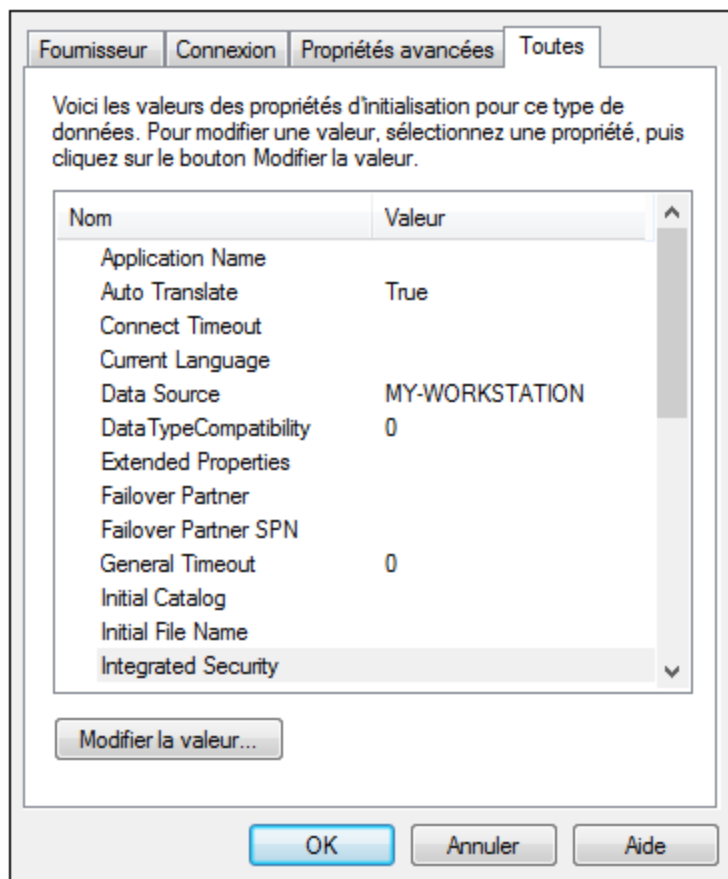 Fournisseur Connexion Propriétés avancées Toutes
Voici les valeurs des propriétés d'initialisation pour ce type de
données. Pour modifier une valeur, sélectionnez une propriété, puis
cliquez sur le bouton Modifier la valeur.
Nom Valeur
Application Name
Auto Translate True
Connect Timeout
Current Language
Data Source MY-WORKSTATION
DataTypeCompatibility 0
Extended Properties
Failover Partner
Failover Partner SPN
General Timeout 0
Initial Catalog
Initial File Name
Integrated Security
Modifier la valeur...
OK Annuler Aide